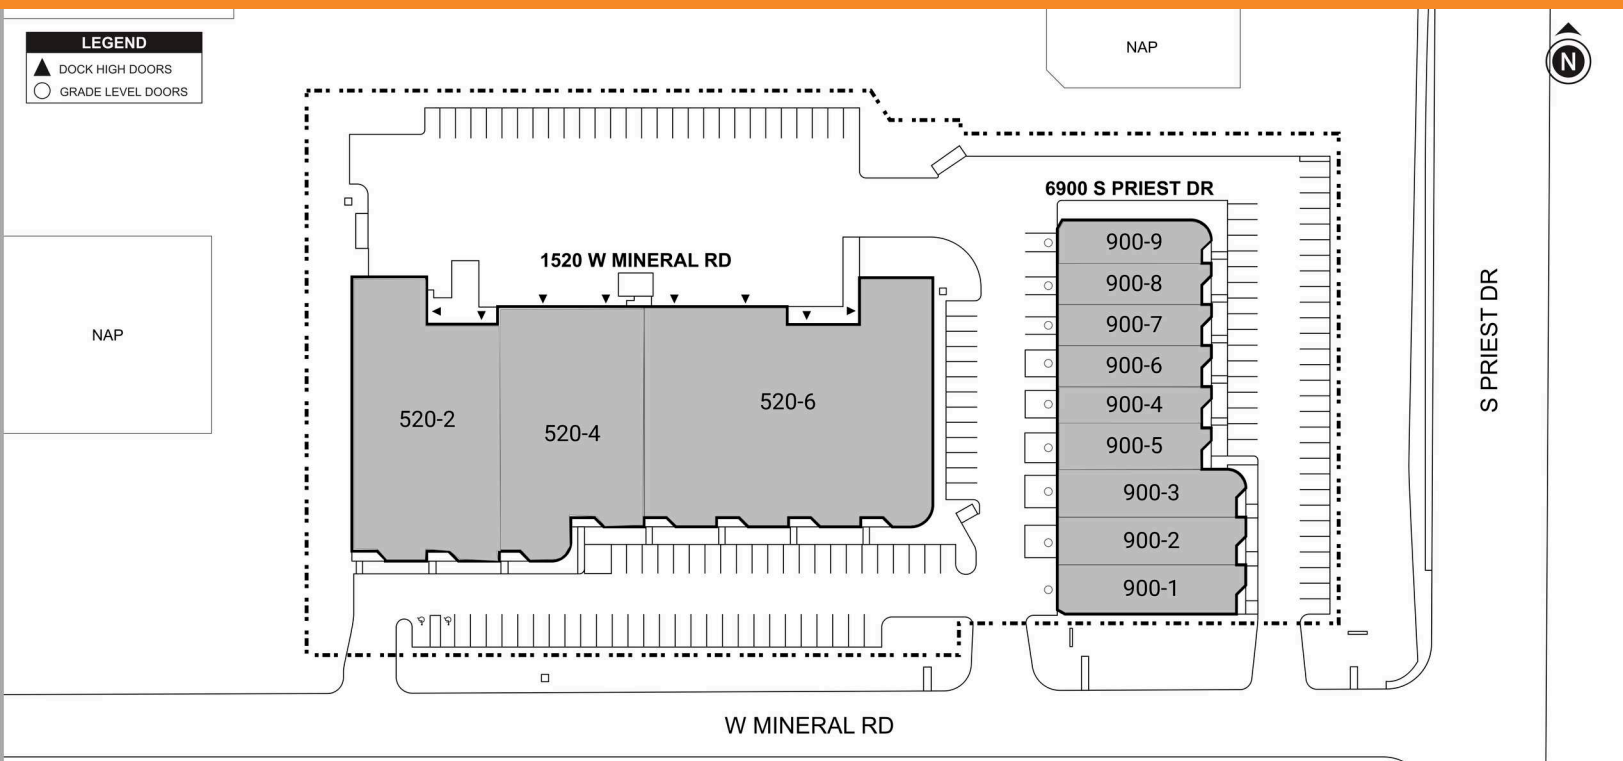 LEGEND
DOCK HIGH DOORS
GRADE LEVEL DOORS
NAP
N
6900 S PRIEST DR
1520 W MINERAL RD
900-9
900-8
900-7
900-6
900-4
900-5
900-3
900-2
900-1
NAP
520-2
520-4
520-6
S PRIEST DR
W MINERAL RD